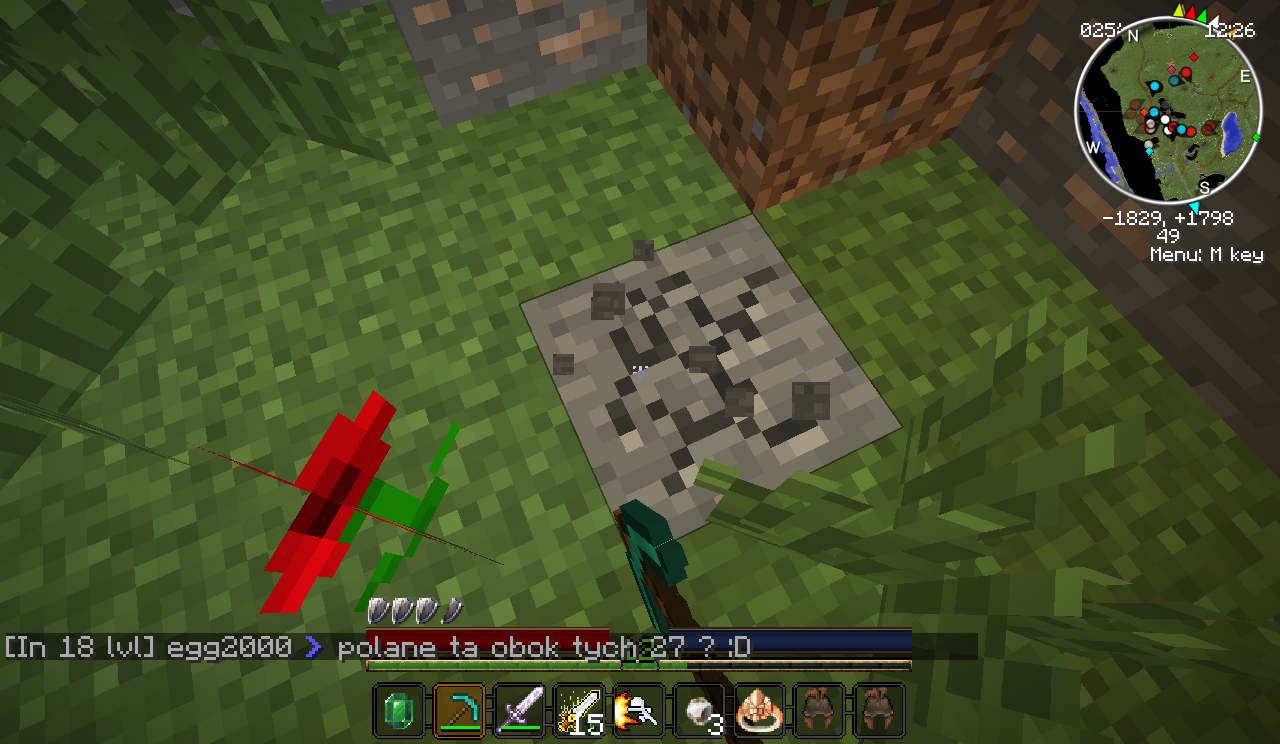 025° 12:26
N
E
W
S
-1829, +1798
49
Menu: M key
[In 18 lvl] egg2000 > polane ta obok tych 27 ? ;D
15
3